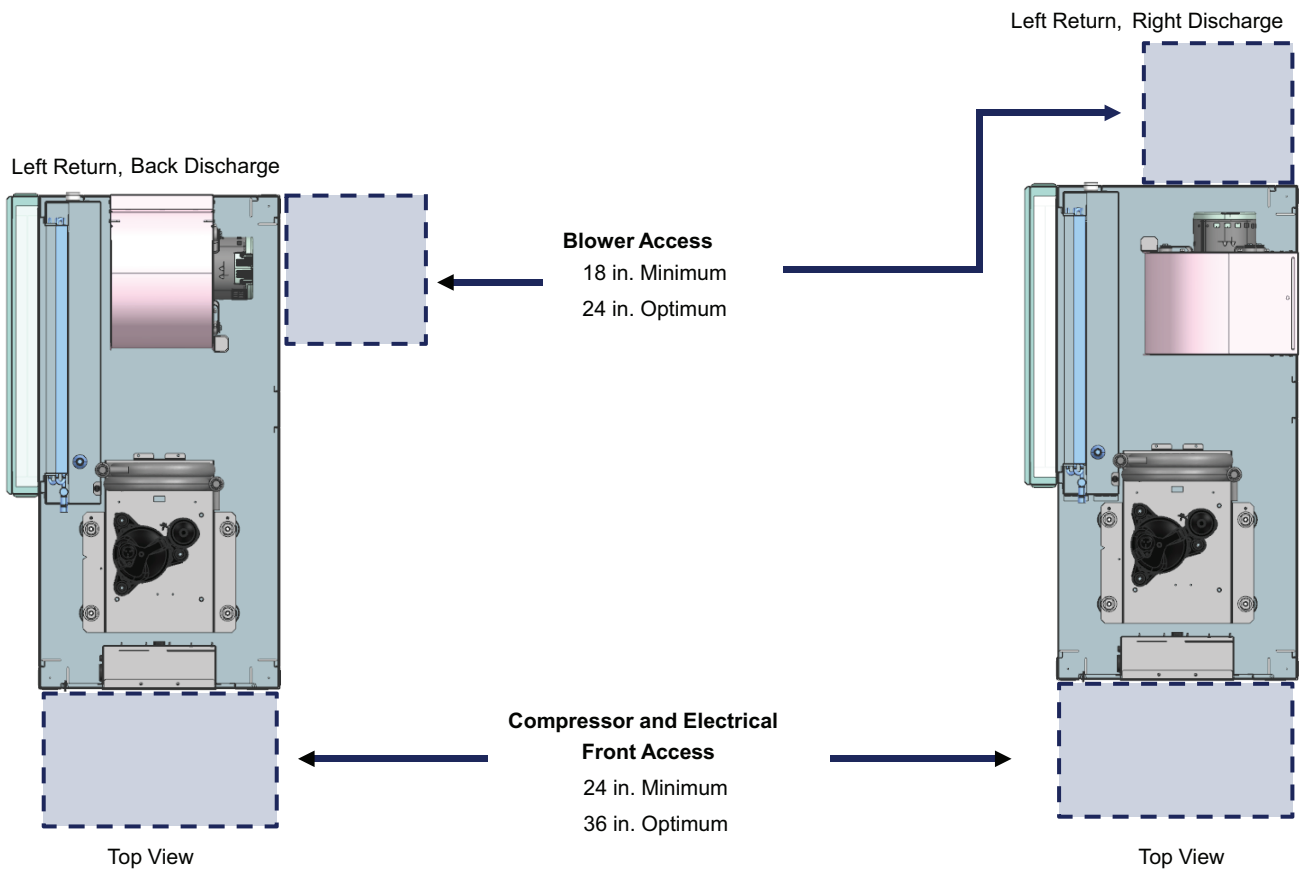 Left Return, Right Discharge
Left Return, Back Discharge
Blower Access
18 in. Minimum
24 in. Optimum
Compressor and Electrical
Front Access
24 in. Minimum
36 in. Optimum
Top View
Top View